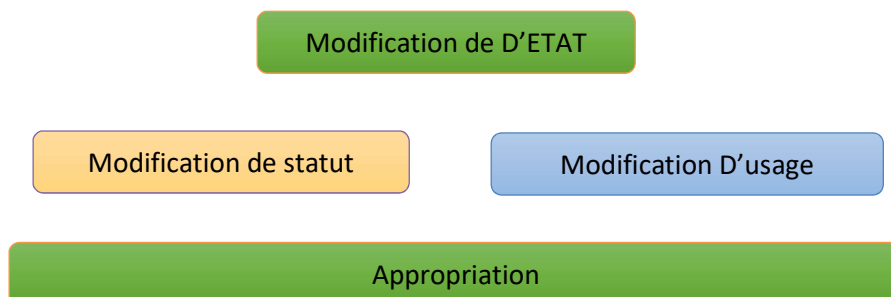 Modification de D’ETAT
Modification de statut
Modification D’usage
Appropriation